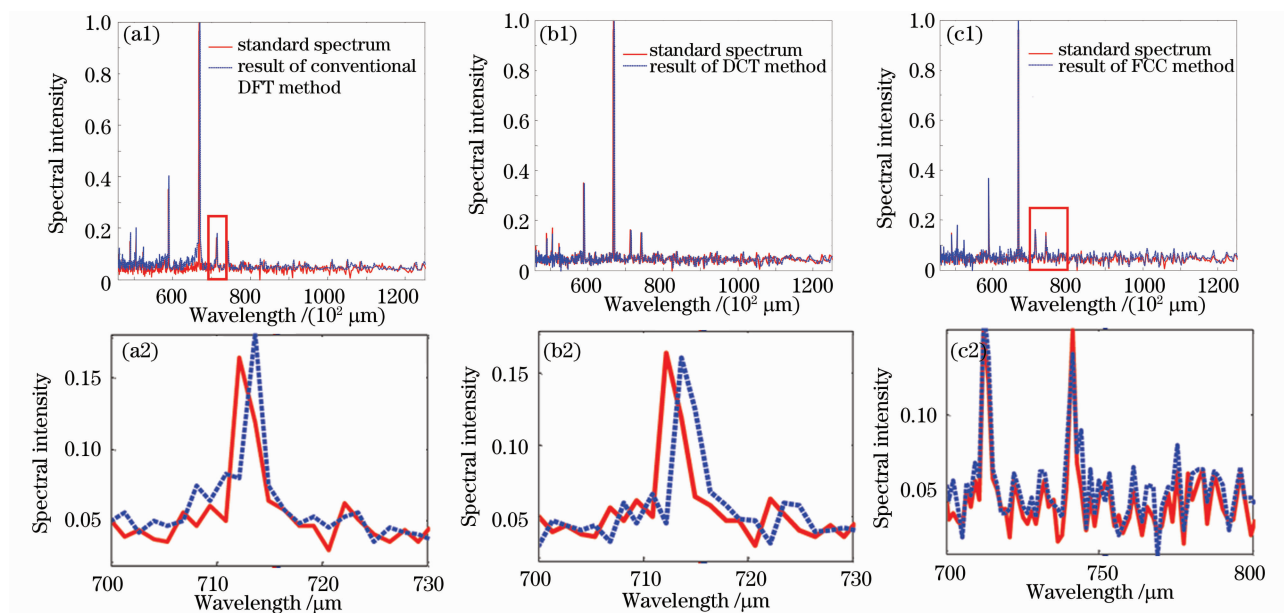 (a1)
standard spectrum
result of conventional
DFT method
Spectral intensity
1.0
0.8
0.6
0.4
0.2
0
600
800
1000
1200
Wavelength /(10² μm)
(b1)
standard spectrum
result of DCT method
Spectral intensity
1.0
0.8
0.6
0.4
0.2
0
600
800
1000
1200
Wavelength /(10² μm)
(c1)
standard spectrum
result of FCC method
Spectral intensity
1.0
0.8
0.6
0.4
0.2
0
600
800
1000
1200
Wavelength /(10² μm)
(a2)
Spectral intensity
0.15
0.10
0.05
700
710
720
730
Wavelength /μm
(b2)
Spectral intensity
0.15
0.10
0.05
700
710
720
730
Wavelength /μm
(c2)
Spectral intensity
0.10
0.05
700
750
800
Wavelength /μm